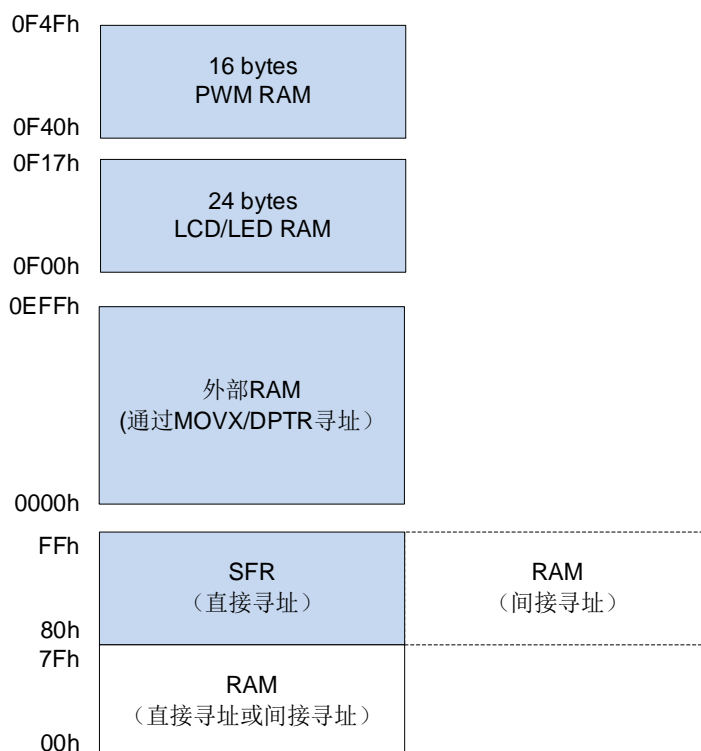 0F4Fh
16 bytes
PWM RAM
0F40h
0F17h
24 bytes
LCD/LED RAM
0F00h
0EFFh
外部RAM
(通过MOVX/DPTR寻址）
0000h
FFh
SFR
（直接寻址）
RAM
（间接寻址）
80h
7Fh
RAM
（直接寻址或间接寻址）
00h